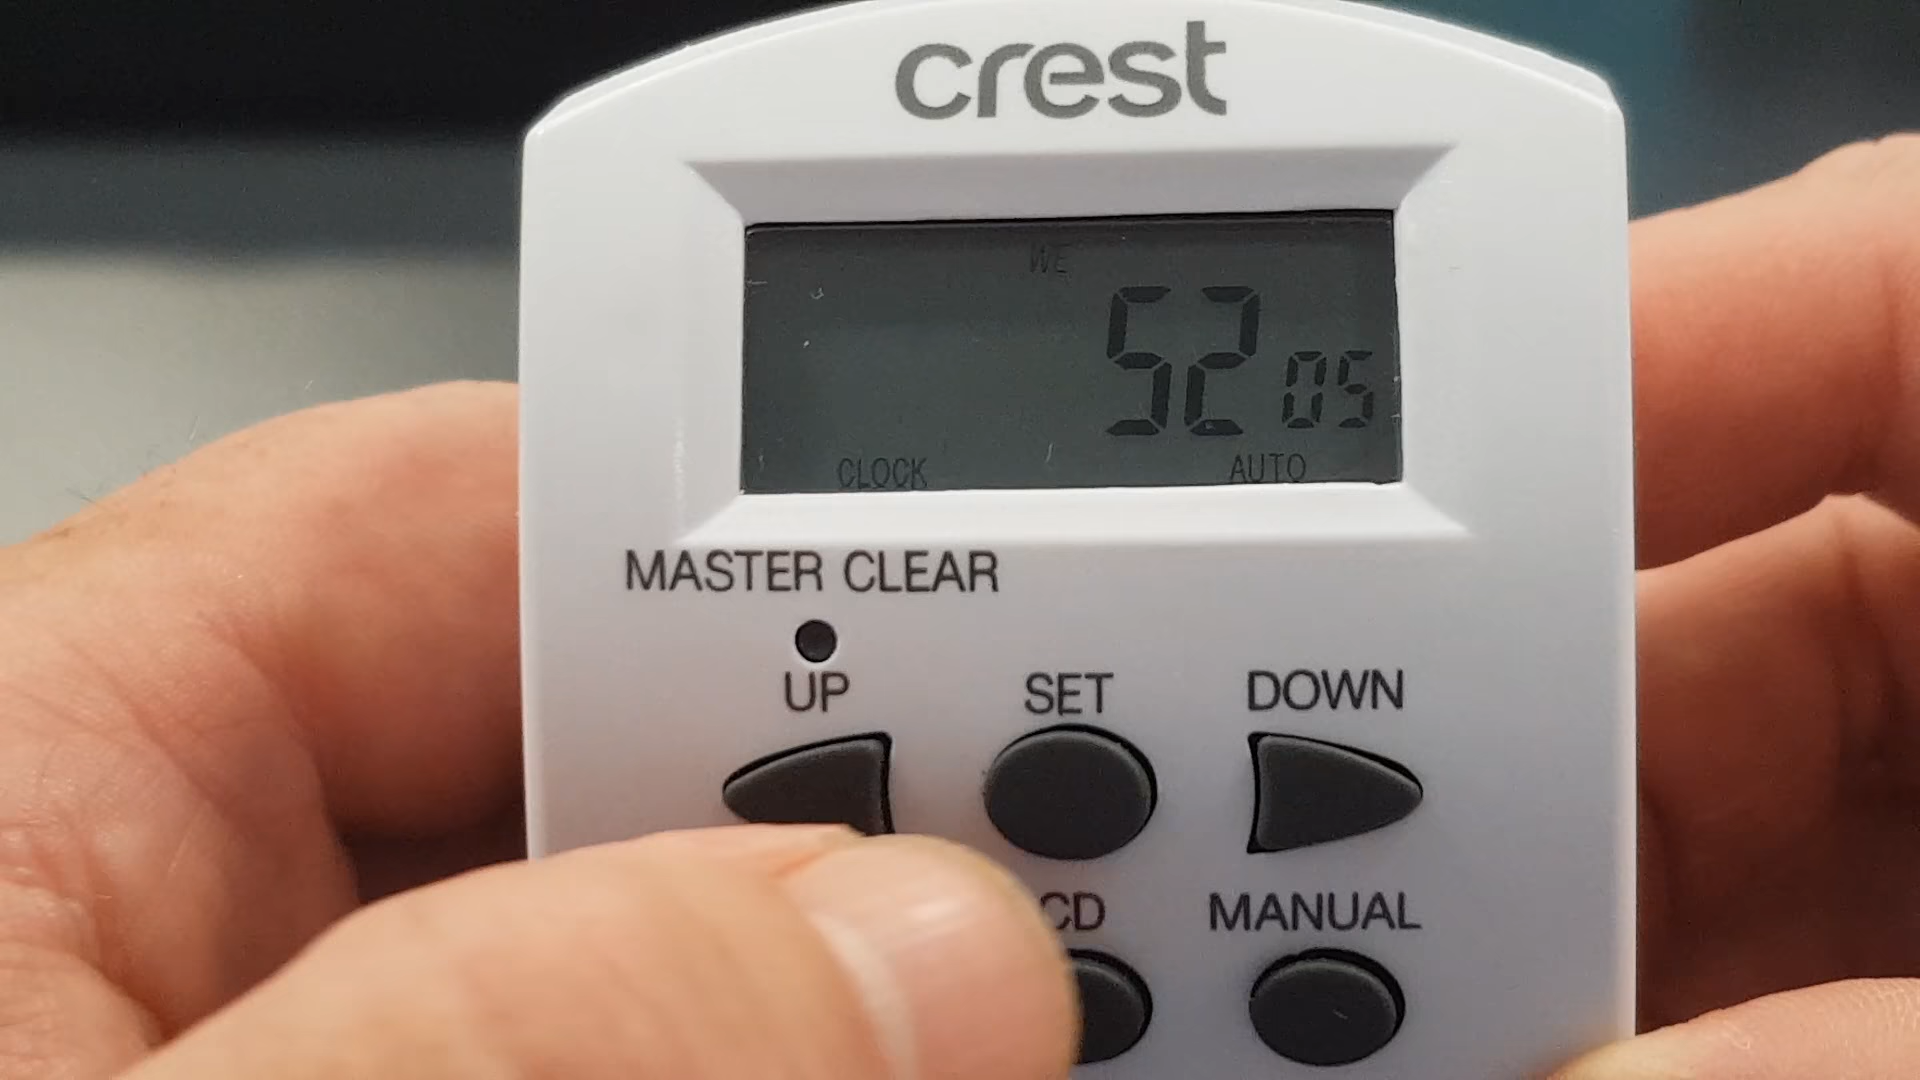 crest
WE
52 05
CLOCK AUTO
MASTER CLEAR
UP SET DOWN
CD MANUAL